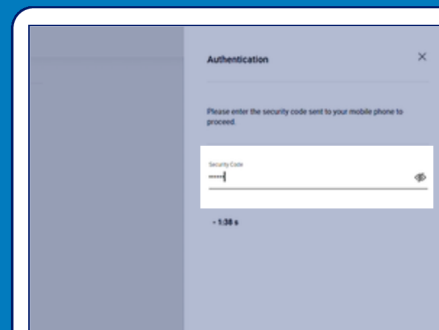 Authentication
Please enter the security code sent to your mobile phone to
proceed.
Security Code
- 1:38 s